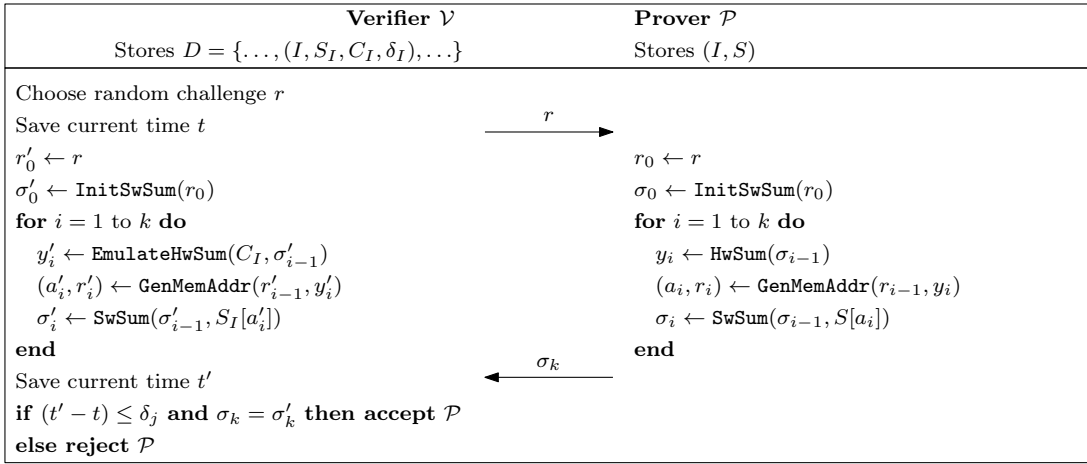 Verifier 𝒱 Prover 𝒫
Stores D = {…, (I, S_I, C_I, δ_I), …} Stores (I, S)
Choose random challenge r
Save current time t r
r′_0 ← r r_0 ← r
σ′_0 ← InitSwSum(r_0) σ_0 ← InitSwSum(r_0)
for i = 1 to k do for i = 1 to k do
y′_i ← EmulateHwSum(C_I, σ′_{i−1}) y_i ← HwSum(σ_{i−1})
(a′_i, r′_i) ← GenMemAddr(r′_{i−1}, y′_i) (a_i, r_i) ← GenMemAddr(r_{i−1}, y_i)
σ′_i ← SwSum(σ′_{i−1}, S_I[a′_i]) σ_i ← SwSum(σ_{i−1}, S[a_i])
end end
Save current time t′ σ_k
if (t′ − t) ≤ δ_j and σ_k = σ′_k then accept 𝒫
else reject 𝒫